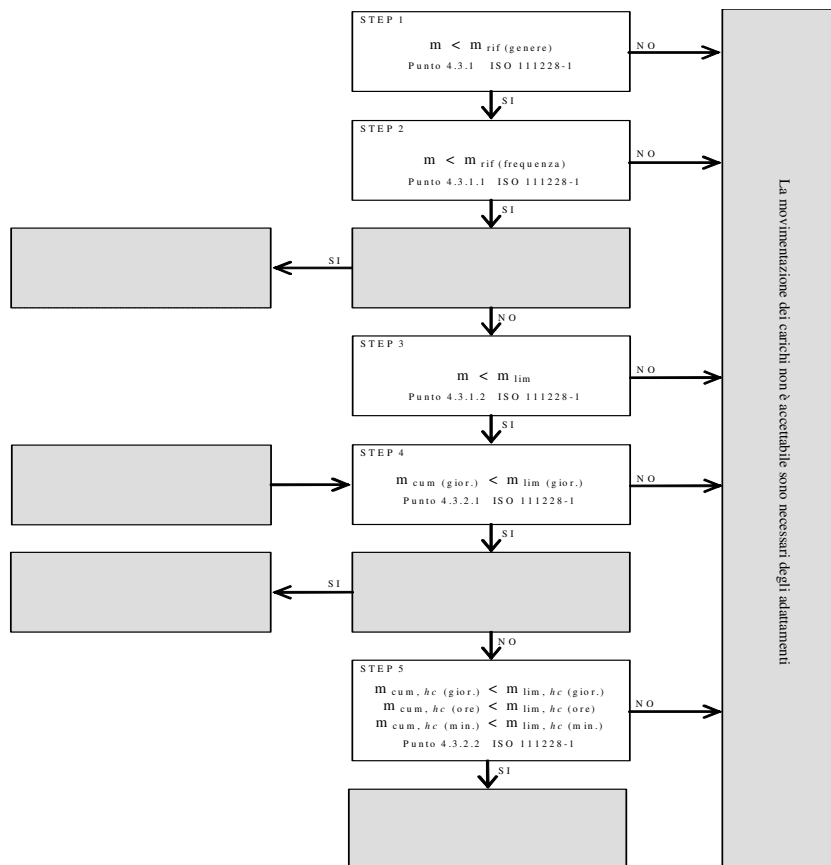 STEP 1
m < m rif (genere)
Punto 4.3.1 ISO 111228-1
NO
SI
STEP 2
m < m rif (frequenza)
Punto 4.3.1.1 ISO 111228-1
NO
SI
SI
NO
STEP 3
m < m lim
Punto 4.3.1.2 ISO 111228-1
NO
SI
STEP 4
m cum (gior.) < m lim (gior.)
Punto 4.3.2.1 ISO 111228-1
NO
SI
SI
NO
STEP 5
m cum, hc (gior.) < m lim, hc (gior.)
m cum, hc (ore) < m lim, hc (ore)
m cum, hc (min.) < m lim, hc (min.)
Punto 4.3.2.2 ISO 111228-1
NO
SI
La movimentazione dei carichi non è accettabile sono necessari degli adattamenti